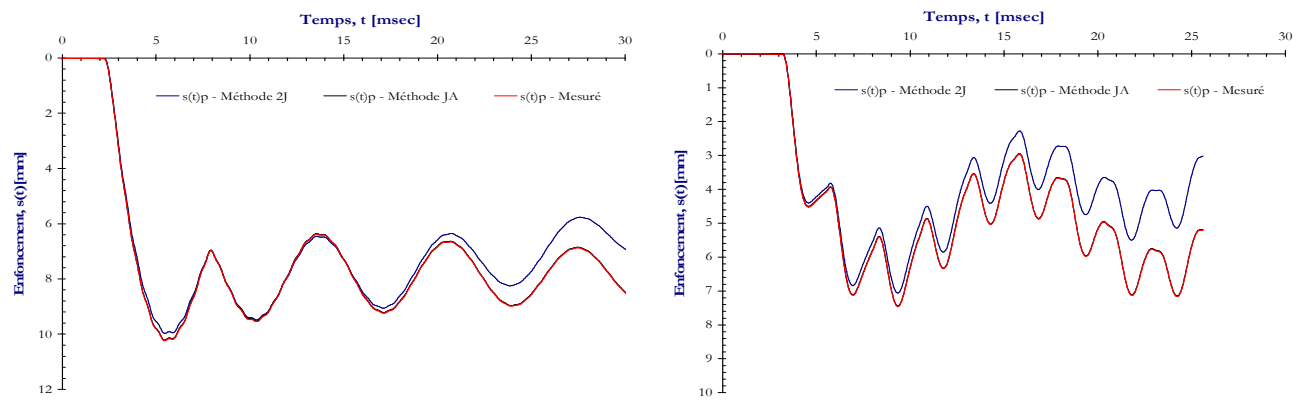 Temps, t [msec]
0 5 10 15 20 25 30
0
2
4
6
8
10
12
Enfoncement, s(t)[mm]
s(t)p - Méthode 2J s(t)p - Méthode JA s(t)p - Mesuré
Temps, t [msec]
0 5 10 15 20 25 30
0
1
2
3
4
5
6
7
8
9
10
Enfoncement, s(t)[mm]
s(t)p - Méthode 2J s(t)p - Méthode JA s(t)p - Mesuré